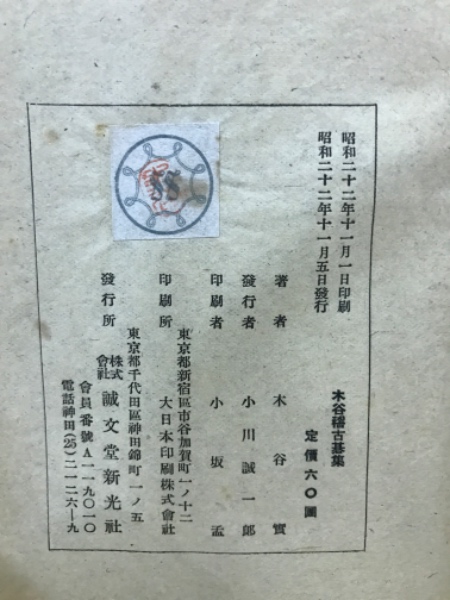 昭和二十二年十一月一日印刷
昭和二十二年十一月五日發行
木谷稽古碁集
定價六〇圓
著者 木谷實
發行者 小川誠一郎
印刷者 小坂孟
東京都新宿區市谷加賀町一ノ十二
印刷所 大日本印刷株式會社
東京都千代田區神田錦町一ノ五
發行所 株式會社 誠文堂新光社
會員番號A一一九〇一〇
電話神田(25)二一二六―九